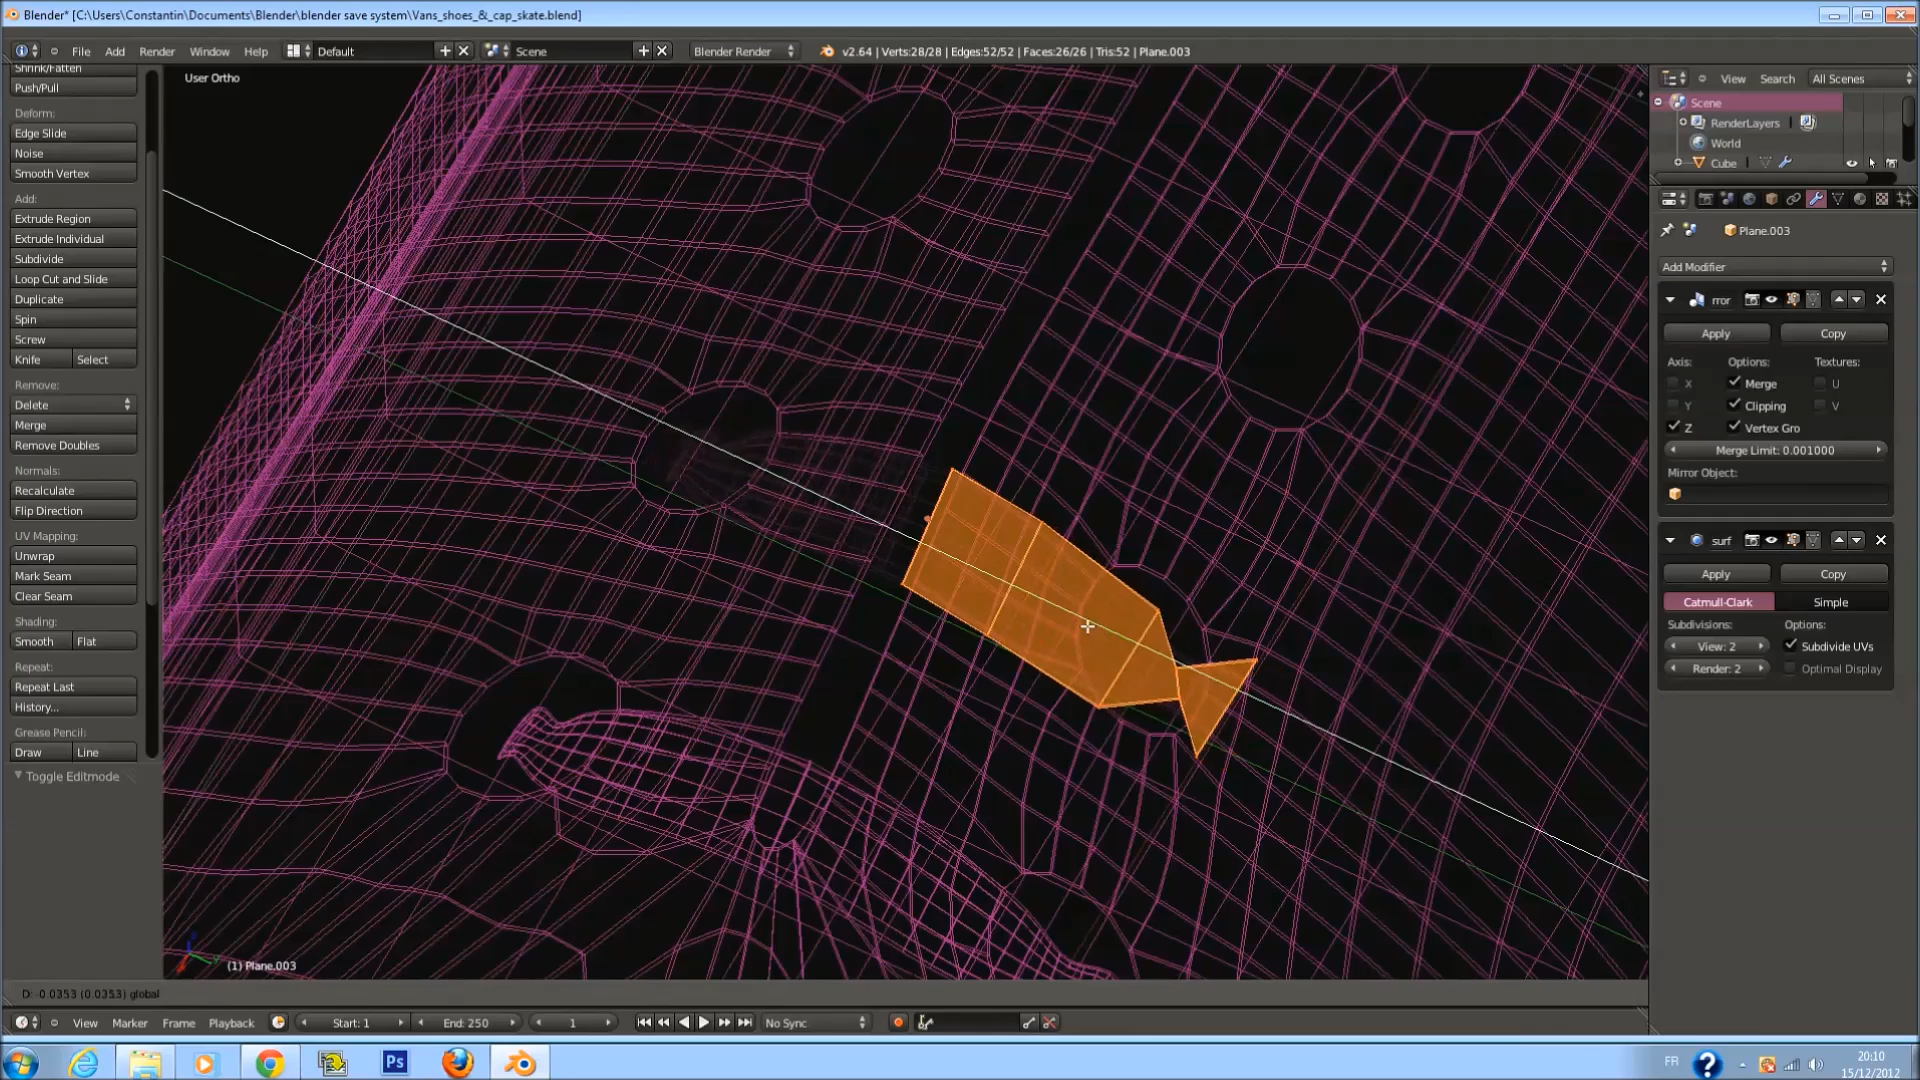 Blender* [C:\Users\Constantin\Documents\Blender\blender save system\Vans_shoes_&_cap_skate.blend]
File Add Render Window Help Default Scene Blender Render v2.64 | Verts:28/28 | Edges:52/52 | Faces:26/26 | Tris:52 | Plane.003
Shrink/Fatten
Push/Pull
Deform:
Edge Slide
Noise
Smooth Vertex
Add:
Extrude Region
Extrude Individual
Subdivide
Loop Cut and Slide
Duplicate
Spin
Screw
Knife Select
Remove:
Delete
Merge
Remove Doubles
Normals:
Recalculate
Flip Direction
UV Mapping:
Unwrap
Mark Seam
Clear Seam
Shading:
Smooth Flat
Repeat:
Repeat Last
History...
Grease Pencil:
Draw Line
Toggle Editmode
User Ortho
(1) Plane.003
View Search All Scenes
Scene
RenderLayers
World
Cube
Plane.003
Add Modifier
rror
Apply Copy
Axis: Options: Textures:
X Merge U
Y Clipping V
Z Vertex Gro
Merge Limit: 0.001000
Mirror Object:
surf
Apply Copy
Catmull-Clark Simple
Subdivisions: Options:
View: 2 Subdivide UVs
Render: 2 Optimal Display
D: -0.0353 (0.0353) global
View Marker Frame Playback Start: 1 End: 250 1 No Sync
Ps FR ? 20:10
15/12/2012